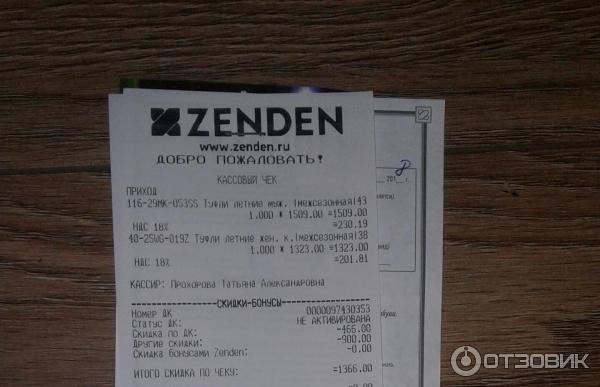 ZENDEN
www.zenden.ru
ДОБРО ПОЖАЛОВАТЬ!
КАССОВЫЙ ЧЕК
ПРИХОД
116-29МК-053SS Туфли летние муж. (межсезонная)43
1.000 * 1509.00 =1509.00
НДС 18% =230.19
40-25WG-019Z Туфли летние жен. к.(межсезонная)38
1.000 * 1323.00 =1323.00
НДС 18% =201.81
КАССИР: Прохорова Татьяна Александровна
СКИДКИ-БОНУСЫ
Номер ДК 0000097430353
Статус ДК: НЕ АКТИВИРОВАНА
Скидка по ДК: -466.00
Другие скидки: -900.00
Скидка бонусами Zenden: -0.00
ИТОГО СКИДКА ПО ЧЕКУ: =1366.00
201 г.
ОТЗОВИК